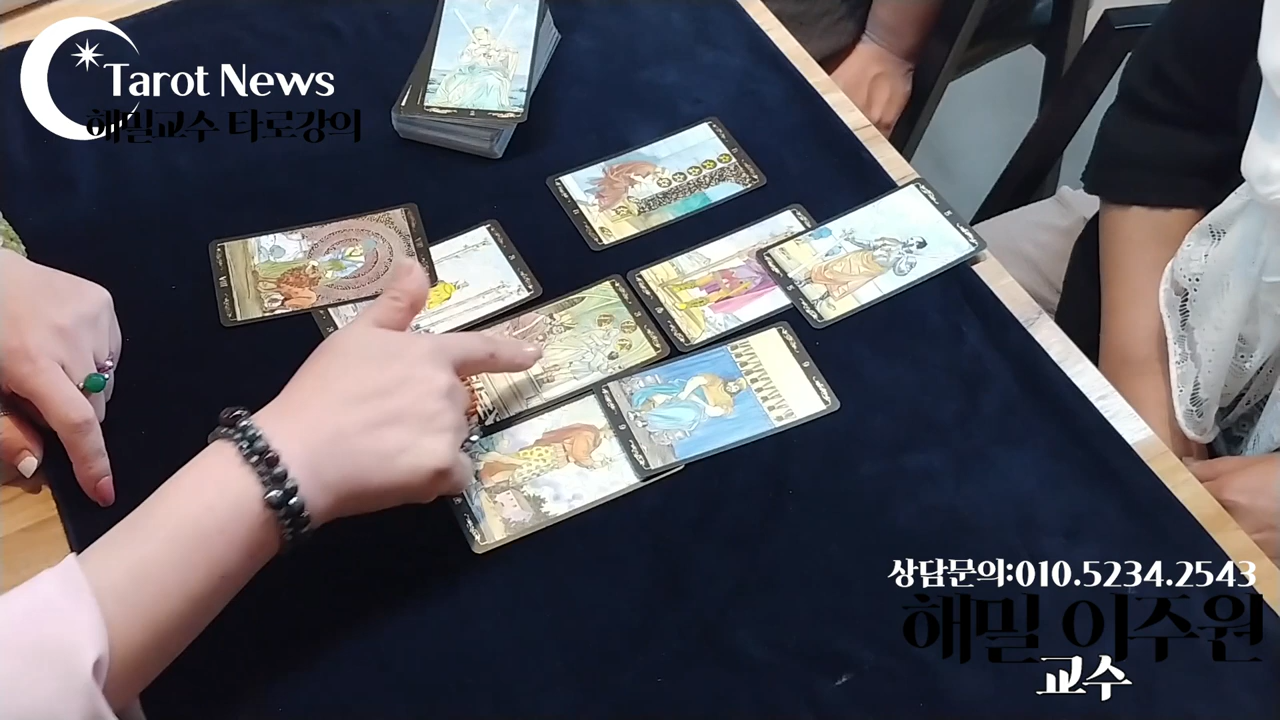 Tarot News
해밀교수 타로강의
상담문의:010.5234.2543
해밀 이주원
교수